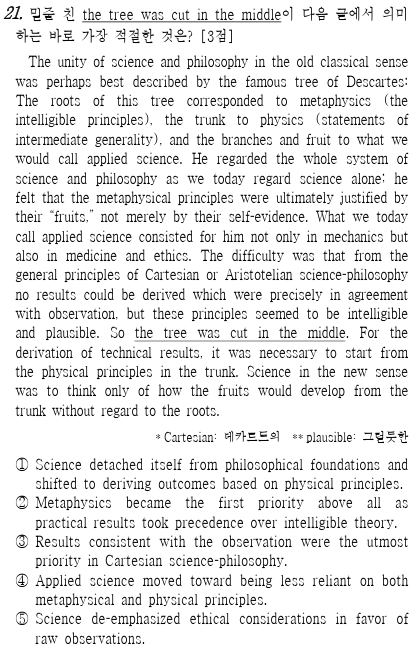 21. 밑줄 친 the tree was cut in the middle이 다음 글에서 의미
하는 바로 가장 적절한 것은? [3점]
The unity of science and philosophy in the old classical sense
was perhaps best described by the famous tree of Descartes:
The roots of this tree corresponded to metaphysics (the
intelligible principles), the trunk to physics (statements of
intermediate generality), and the branches and fruit to what we
would call applied science. He regarded the whole system of
science and philosophy as we today regard science alone: he
felt that the metaphysical principles were ultimately justified by
their “fruits,” not merely by their self-evidence. What we today
call applied science consisted for him not only in mechanics but
also in medicine and ethics. The difficulty was that from the
general principles of Cartesian or Aristotelian science-philosophy
no results could be derived which were precisely in agreement
with observation, but these principles seemed to be intelligible
and plausible. So the tree was cut in the middle. For the
derivation of technical results, it was necessary to start from
the physical principles in the trunk. Science in the new sense
was to think only of how the fruits would develop from the
trunk without regard to the roots.
* Cartesian: 데카르트의 ** plausible: 그럴듯한
① Science detached itself from philosophical foundations and
shifted to deriving outcomes based on physical principles.
② Metaphysics became the first priority above all as
practical results took precedence over intelligible theory.
③ Results consistent with the observation were the utmost
priority in Cartesian science-philosophy.
④ Applied science moved toward being less reliant on both
metaphysical and physical principles.
⑤ Science de-emphasized ethical considerations in favor of
raw observations.